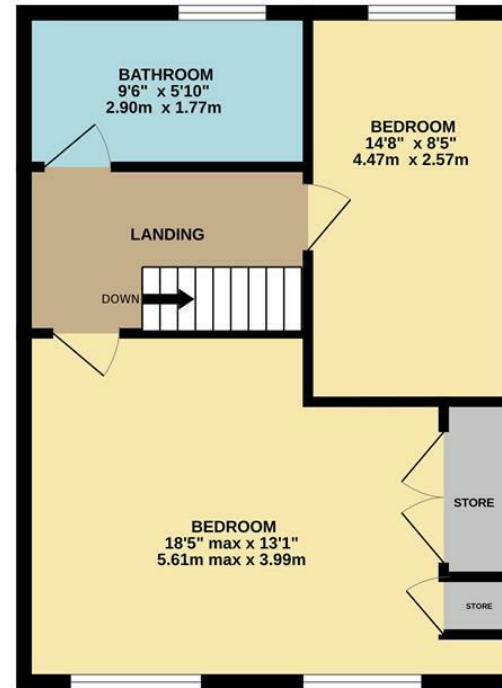 BATHROOM
9'6" x 5'10"
2.90m x 1.77m
BEDROOM
14'8" x 8'5"
4.47m x 2.57m
LANDING
DOWN
BEDROOM
18'5" max x 13'1"
5.61m max x 3.99m
STORE
STORE